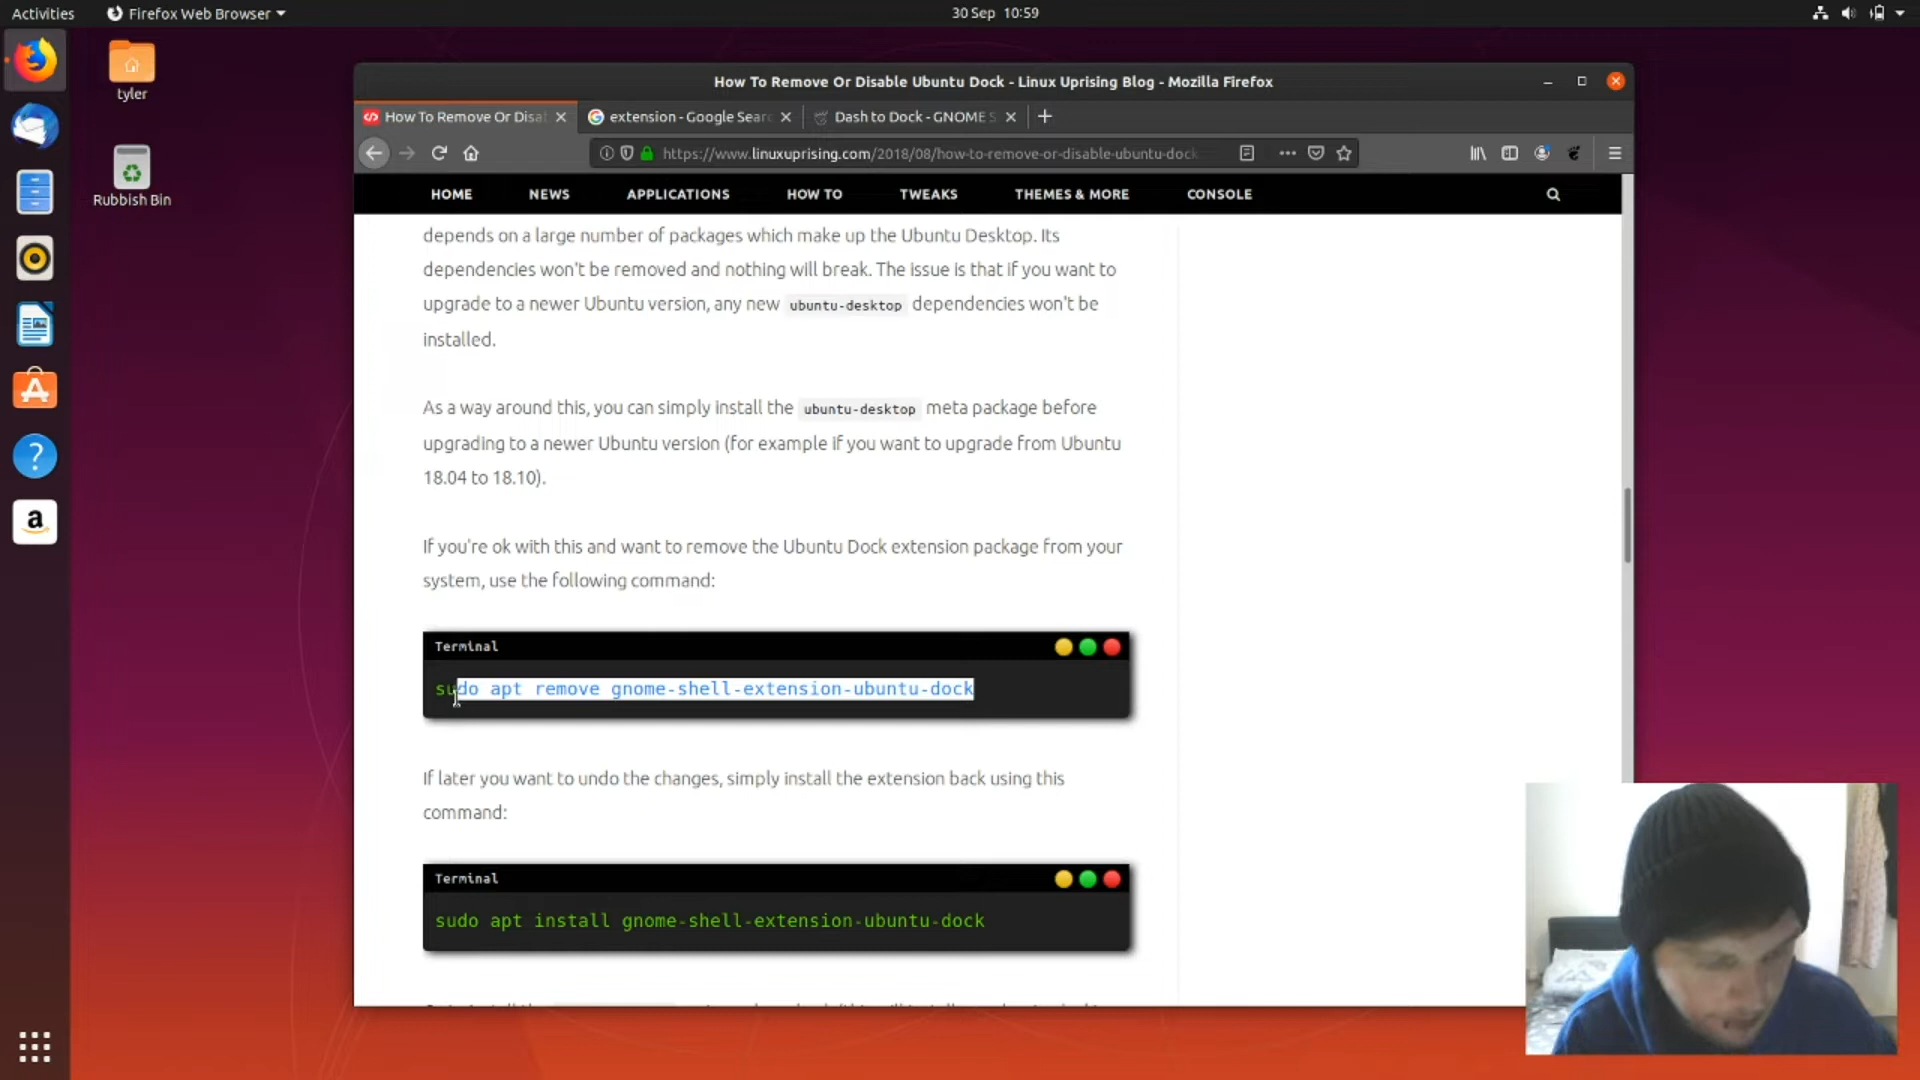 Activities
Firefox Web Browser
30 Sep 10:59
tyler
Rubbish Bin
How To Remove Or Disable Ubuntu Dock - Linux Uprising Blog - Mozilla Firefox
How To Remove Or Disa
extension - Google Searc
Dash to Dock - GNOME S
https://www.linuxuprising.com/2018/08/how-to-remove-or-disable-ubuntu-dock
HOME
NEWS
APPLICATIONS
HOW TO
TWEAKS
THEMES & MORE
CONSOLE
depends on a large number of packages which make up the Ubuntu Desktop. Its
dependencies won't be removed and nothing will break. The issue is that if you want to
upgrade to a newer Ubuntu version, any new ubuntu-desktop dependencies won't be
installed.
As a way around this, you can simply install the ubuntu-desktop meta package before
upgrading to a newer Ubuntu version (for example if you want to upgrade from Ubuntu
18.04 to 18.10).
If you're ok with this and want to remove the Ubuntu Dock extension package from your
system, use the following command:
Terminal
sudo apt remove gnome-shell-extension-ubuntu-dock
If later you want to undo the changes, simply install the extension back using this
command:
Terminal
sudo apt install gnome-shell-extension-ubuntu-dock